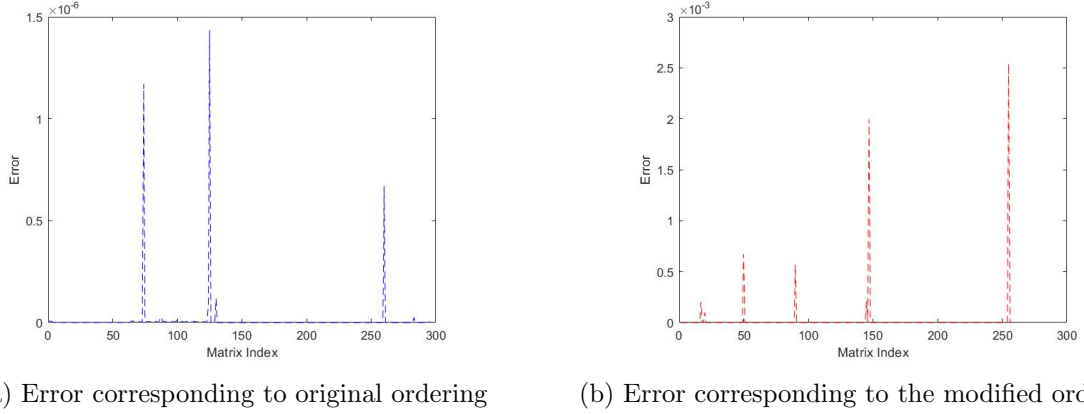 ×10⁻⁶
1.5
1
0.5
0
Error
0 50 100 150 200 250 300
Matrix Index
×10⁻³
3
2.5
2
1.5
1
0.5
0
Error
0 50 100 150 200 250 300
Matrix Index
) Error corresponding to original ordering
(b) Error corresponding to the modified ord